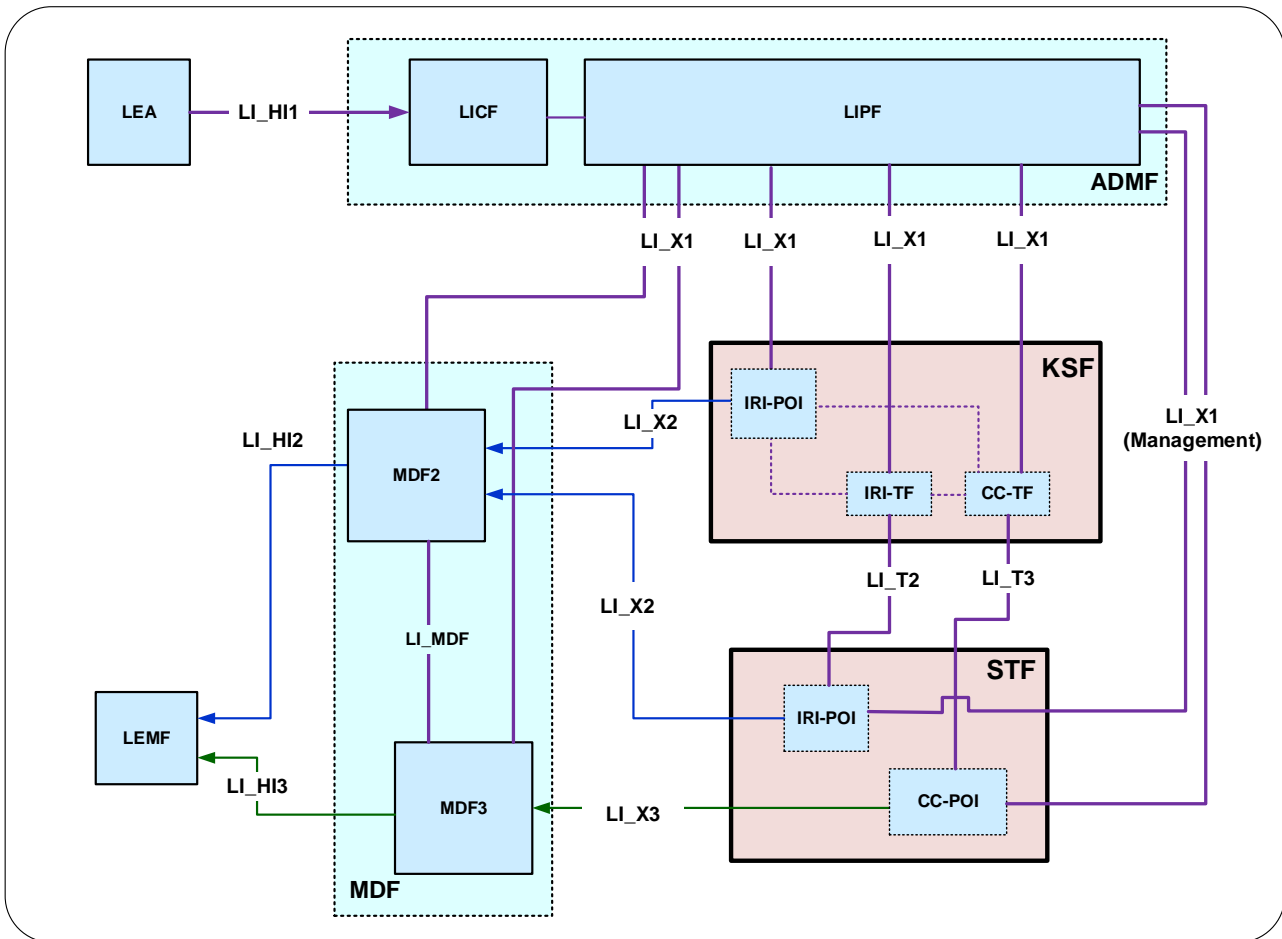 LEA
LI_HI1
LICF
LIPF
ADMF
LI_X1
LI_X1
LI_X1
LI_X1
KSF
IRI-POI
LI_X1
(Management)
LI_X2
LI_HI2
MDF2
IRI-TF
CC-TF
LI_T2
LI_T3
LI_X2
LI_MDF
STF
IRI-POI
LEMF
LI_HI3
MDF3
LI_X3
CC-POI
MDF